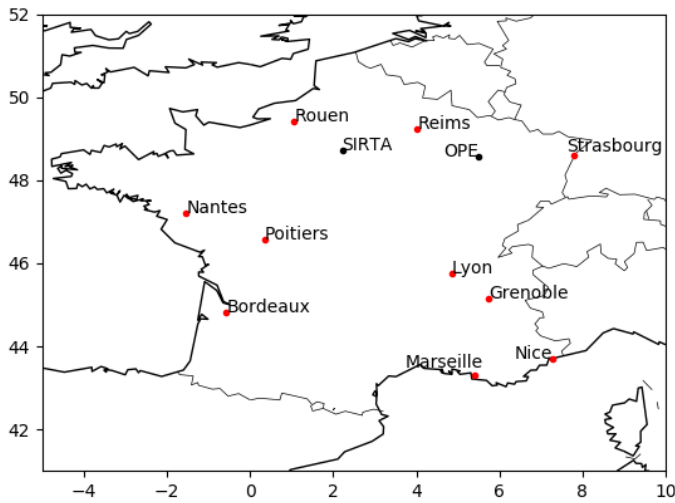 52
50
48
46
44
42
Rouen
Reims
SIRTA
OPE
Strasbourg
Nantes
Poitiers
Lyon
Grenoble
Bordeaux
Nice
Marseille
−4 −2 0 2 4 6 8 10